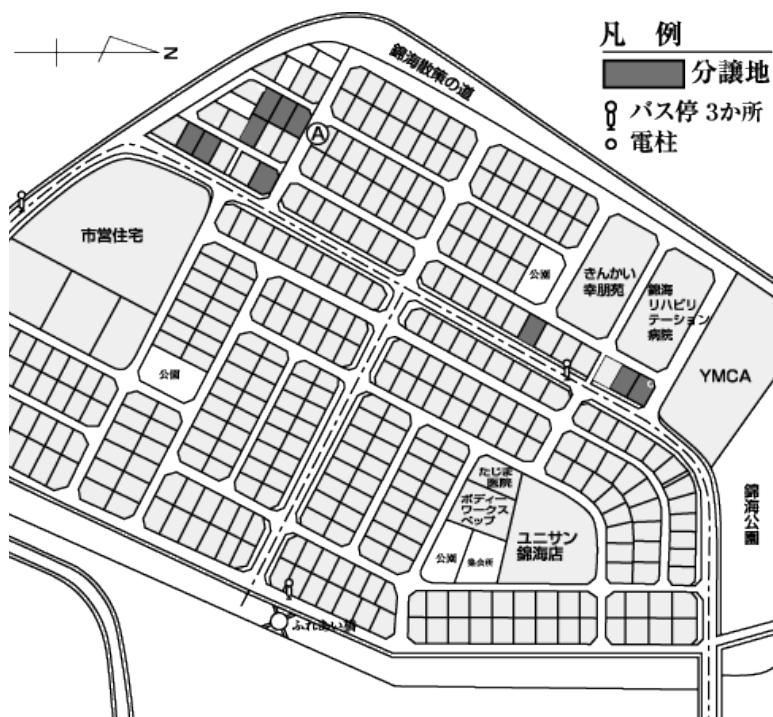 凡 例
分譲地
バス停 3か所
電柱
N
錦海散策の道
A
市営住宅
公園
きんかい
幸朋苑
錦海
リハビリ
テーション
病院
YMCA
公園
たじま
医院
ボディー
ワークス
ベップ
ユニサン
錦海店
公園
集会所
錦海公園
ふれあい橋